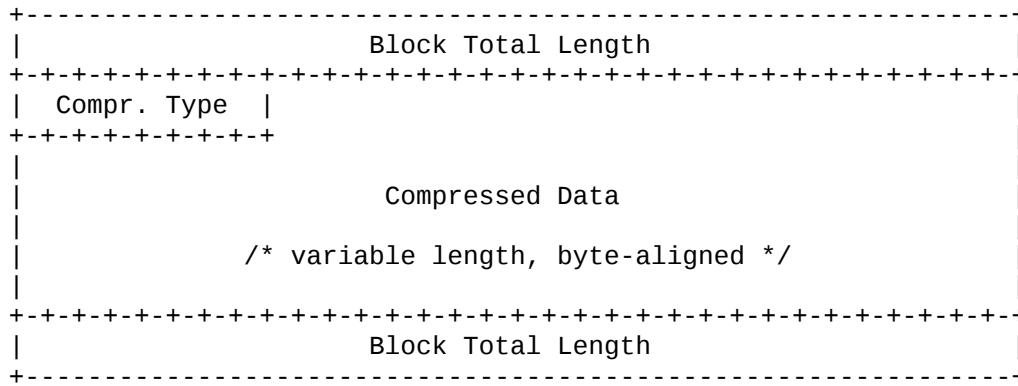 Block Total Length
Compr. Type
Compressed Data
/* variable length, byte-aligned */
Block Total Length